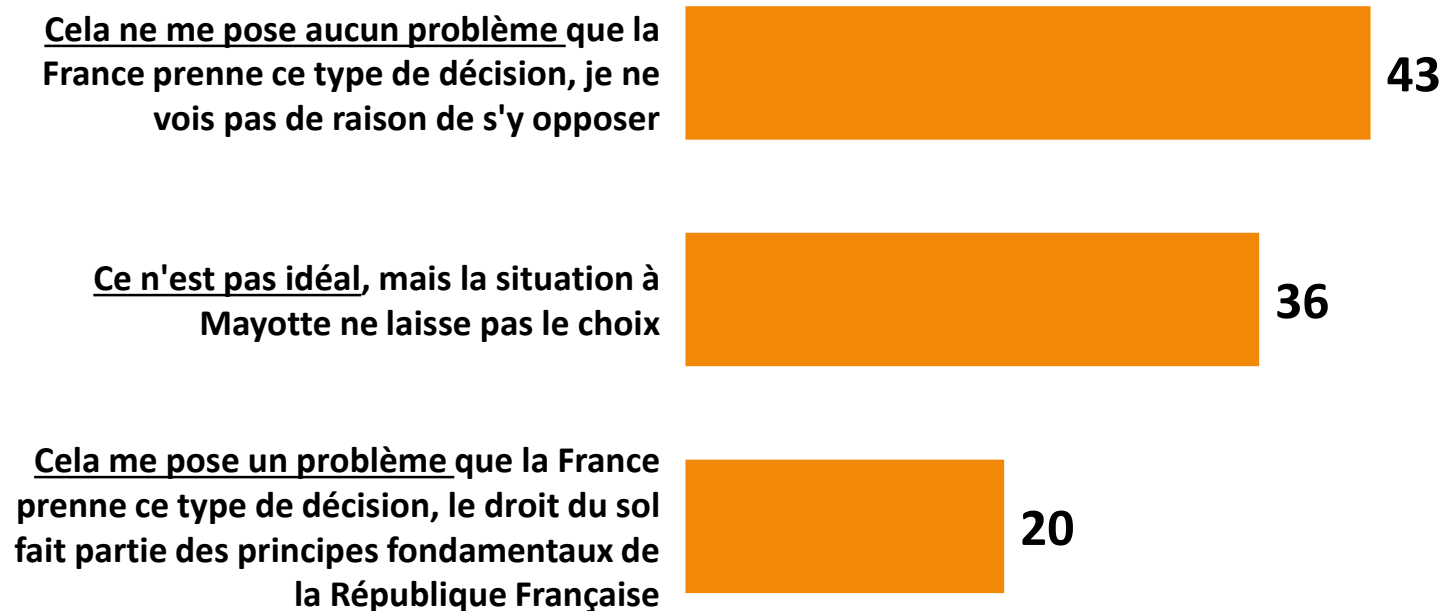 Cela ne me pose aucun problème que la
France prenne ce type de décision, je ne
vois pas de raison de s'y opposer
43
Ce n'est pas idéal, mais la situation à
Mayotte ne laisse pas le choix
36
Cela me pose un problème que la France
prenne ce type de décision, le droit du sol
fait partie des principes fondamentaux de
la République Française
20